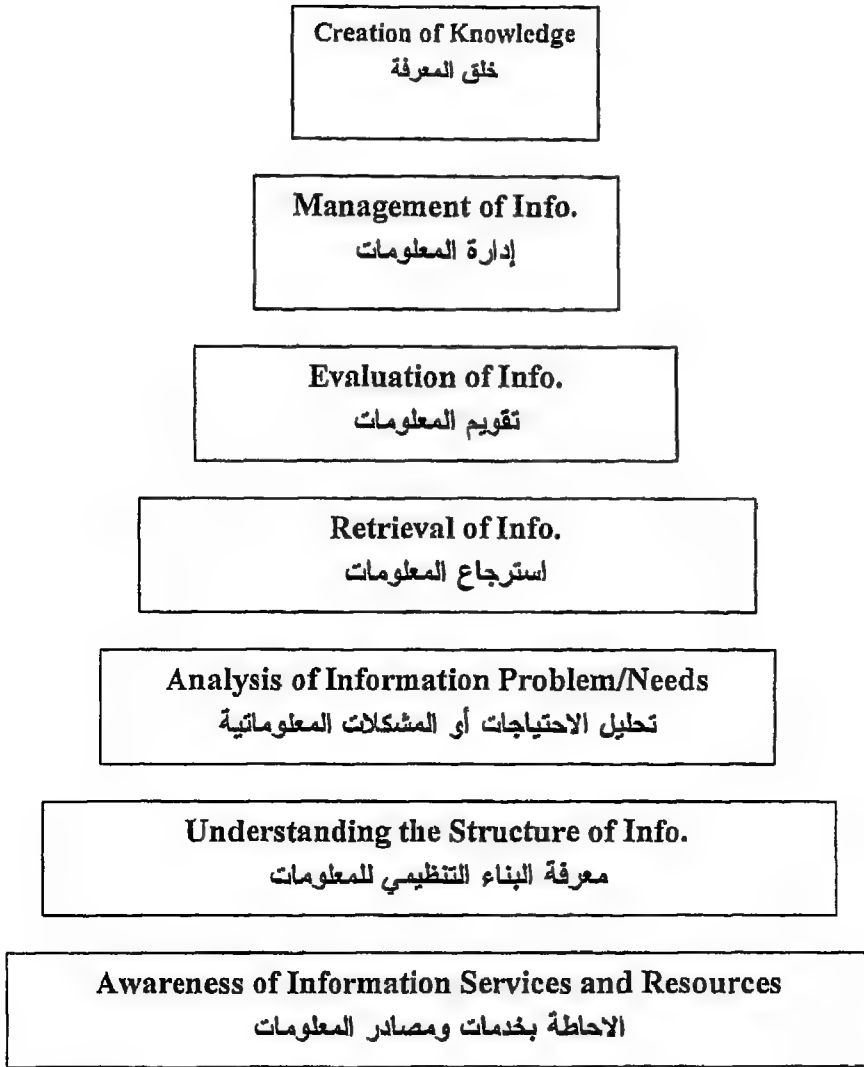 Creation of Knowledge
خلق المعرفة
Management of Info.
إدارة المعلومات
Evaluation of Info.
تقويم المعلومات
Retrieval of Info.
استرجاع المعلومات
Analysis of Information Problem/Needs
تحليل الاحتياجات أو المشكلات المعلوماتية
Understanding the Structure of Info.
معرفة البناء التنظيمي للمعلومات
Awareness of Information Services and Resources
الاحاطة بخدمات ومصادر المعلومات